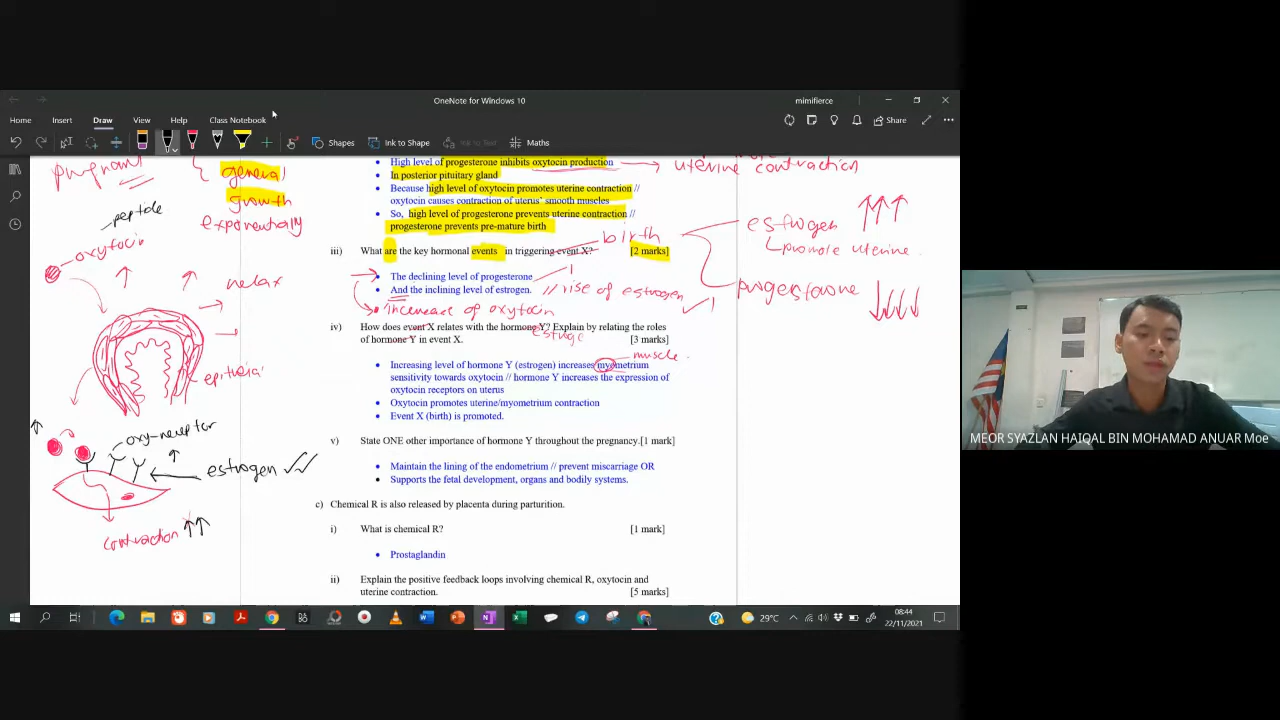 OneNote for Windows 10
mimifierce
Home Insert Draw View Help Class Notebook
Share
Shapes Ink to Shape Ink to Text Maths
pregnant
general
growth
exponentially
peptide
oxytocin
relax
epithelial
oxy-receptor
estrogen
contraction
High level of progesterone inhibits oxytocin production
uterine contraction
In posterior pituitary gland
Because high level of oxytocin promotes uterine contraction //
oxytocin causes contraction of uterus' smooth muscles
So, high level of progesterone prevents uterine contraction //
progesterone prevents pre-mature birth
birth
estrogen
promote uterine
iii) What are the key hormonal events in triggering event X? [2 marks]
The declining level of progesterone
And the inclining level of estrogen. // rise of estrogen
progesterone
increase of oxytocin
iv) How does event X relates with the hormone Y? Explain by relating the roles
of hormone Y in event X. [3 marks]
muscle
Increasing level of hormone Y (estrogen) increases myometrium
sensitivity towards oxytocin // hormone Y increases the expression of
oxytocin receptors on uterus
Oxytocin promotes uterine/myometrium contraction
Event X (birth) is promoted.
v) State ONE other importance of hormone Y throughout the pregnancy.[1 mark]
Maintain the lining of the endometrium // prevent miscarriage OR
Supports the fetal development, organs and bodily systems.
c) Chemical R is also released by placenta during parturition.
i) What is chemical R? [1 mark]
Prostaglandin
ii) Explain the positive feedback loops involving chemical R, oxytocin and
uterine contraction. [5 marks]
MEOR SYAZLAN HAIQAL BIN MOHAMAD ANUAR Moe
29°C
08:44
22/11/2021